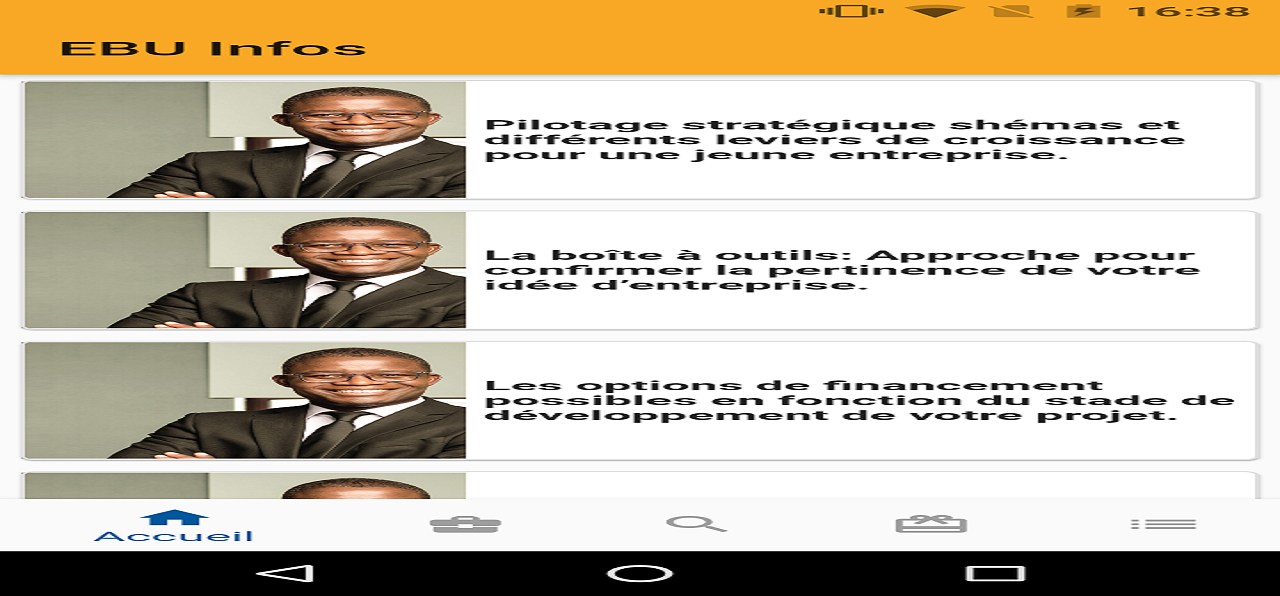 16:38
EBU Infos
Pilotage stratégique shémas et
différents leviers de croissance
pour une jeune entreprise.
La boîte à outils: Approche pour
confirmer la pertinence de votre
idée d’entreprise.
Les options de financement
possibles en fonction du stade de
développement de votre projet.
Accueil